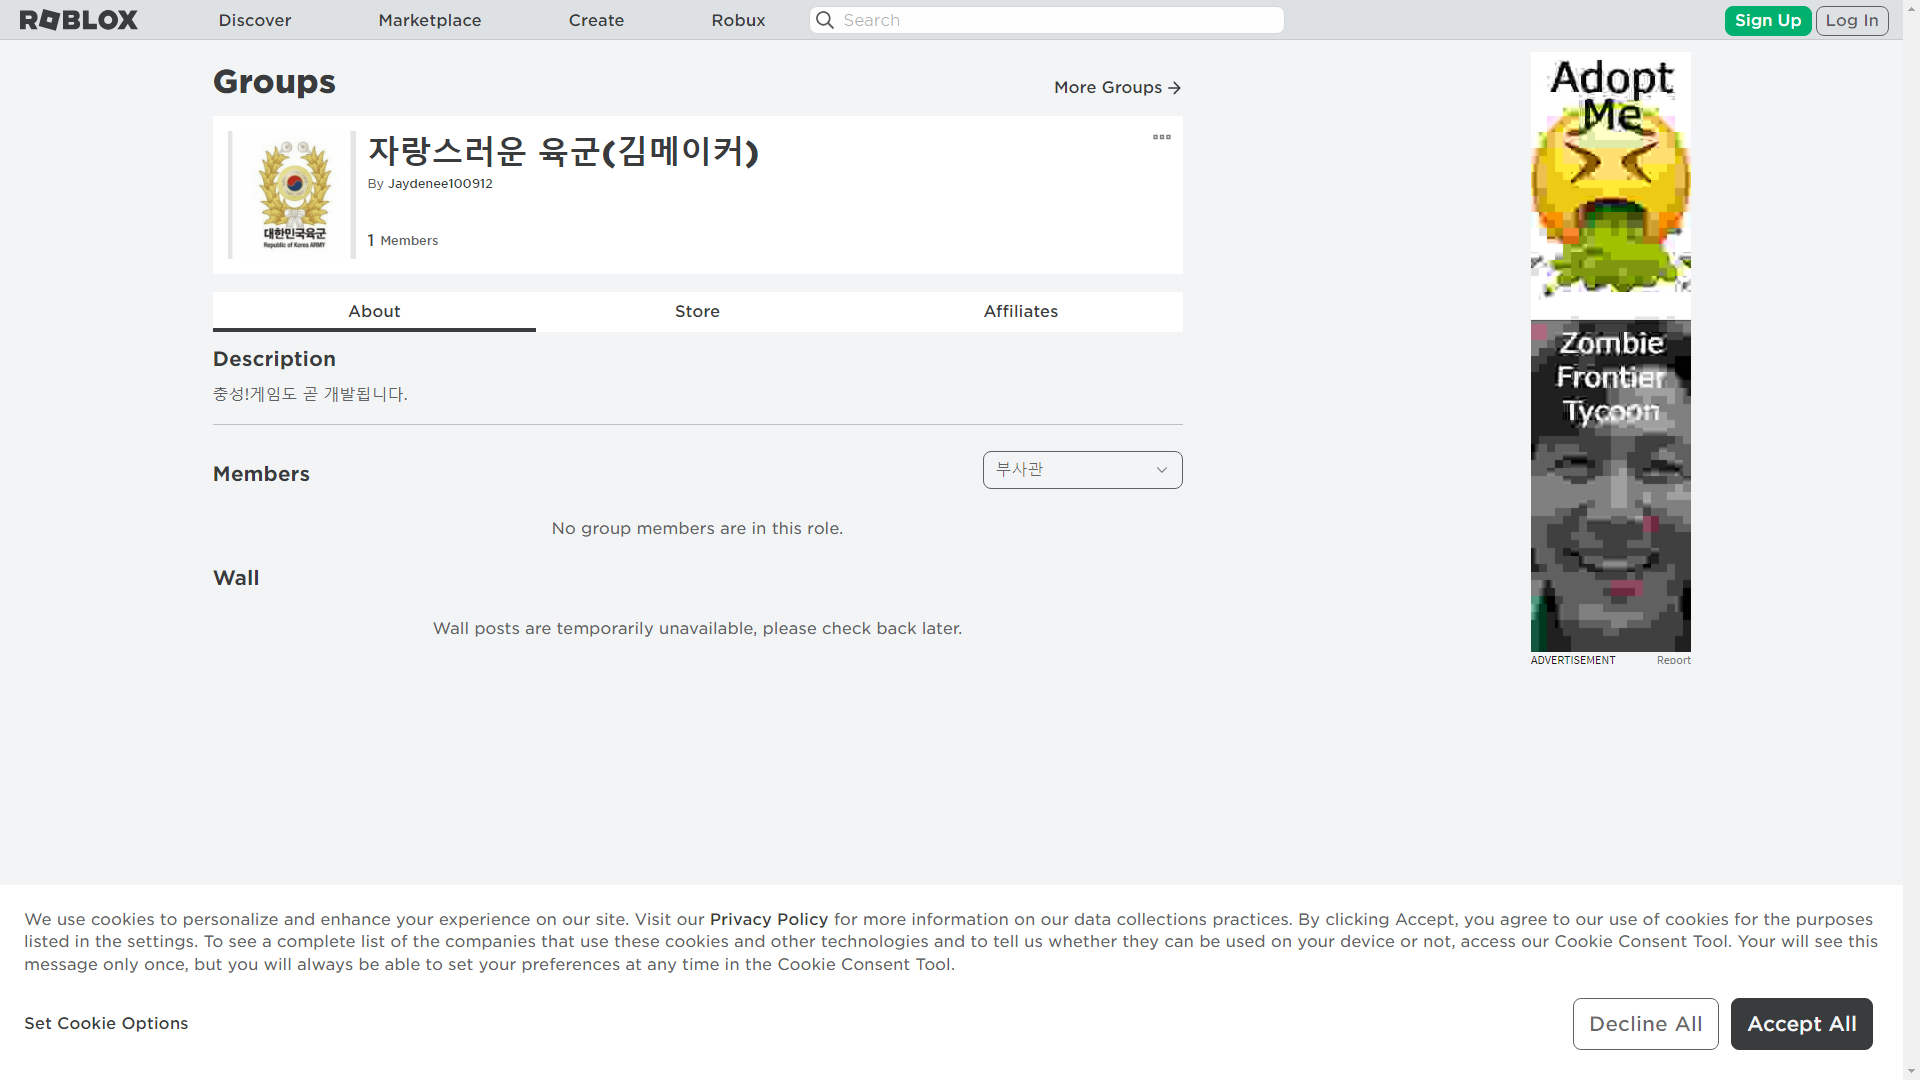 ROBLOX
Discover
Marketplace
Create
Robux
Search
Sign Up
Log In
Groups
More Groups
대한민국육군
Republic of Korea ARMY
자랑스러운 육군(김메이커)
By Jaydenee100912
1 Members
About
Store
Affiliates
Description
충성!게임도 곧 개발됩니다.
Members
부사관
No group members are in this role.
Wall
Wall posts are temporarily unavailable, please check back later.
Adopt
Me
Zombie
Frontier
Tycoon
ADVERTISEMENT
Report
We use cookies to personalize and enhance your experience on our site. Visit our Privacy Policy for more information on our data collections practices. By clicking Accept, you agree to our use of cookies for the purposes
listed in the settings. To see a complete list of the companies that use these cookies and other technologies and to tell us whether they can be used on your device or not, access our Cookie Consent Tool. Your will see this
message only once, but you will always be able to set your preferences at any time in the Cookie Consent Tool.
Set Cookie Options
Decline All
Accept All